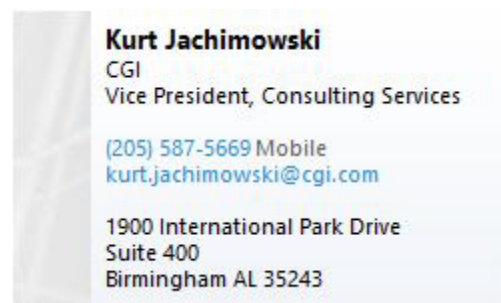 Kurt Jachimowski
CGI
Vice President, Consulting Services
(205) 587-5669 Mobile
kurt.jachimowski@cgi.com
1900 International Park Drive
Suite 400
Birmingham AL 35243